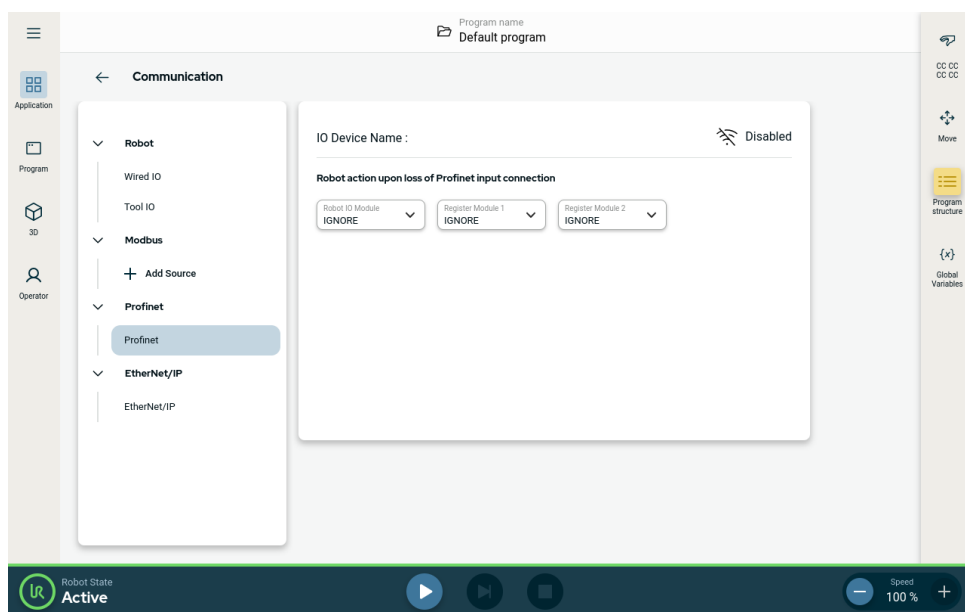 Program name
Default program
Application
Program
3D
Operator
Communication
Robot
Wired IO
Tool IO
Modbus
Add Source
Profinet
Profinet
EtherNet/IP
EtherNet/IP
IO Device Name :
Disabled
Robot action upon loss of Profinet input connection
Robot IO Module
IGNORE
Register Module 1
IGNORE
Register Module 2
IGNORE
CC CC
CC CC
Move
Program
structure
{x}
Global
Variables
UR
Robot State
Active
Speed
100 %